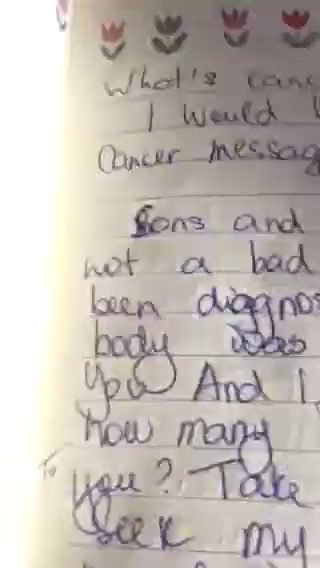 What's canc
I Would
Cancer messag
Sons and
not a bad
been diagnos
body was
you And I
how many
To
you? Take
Seek my